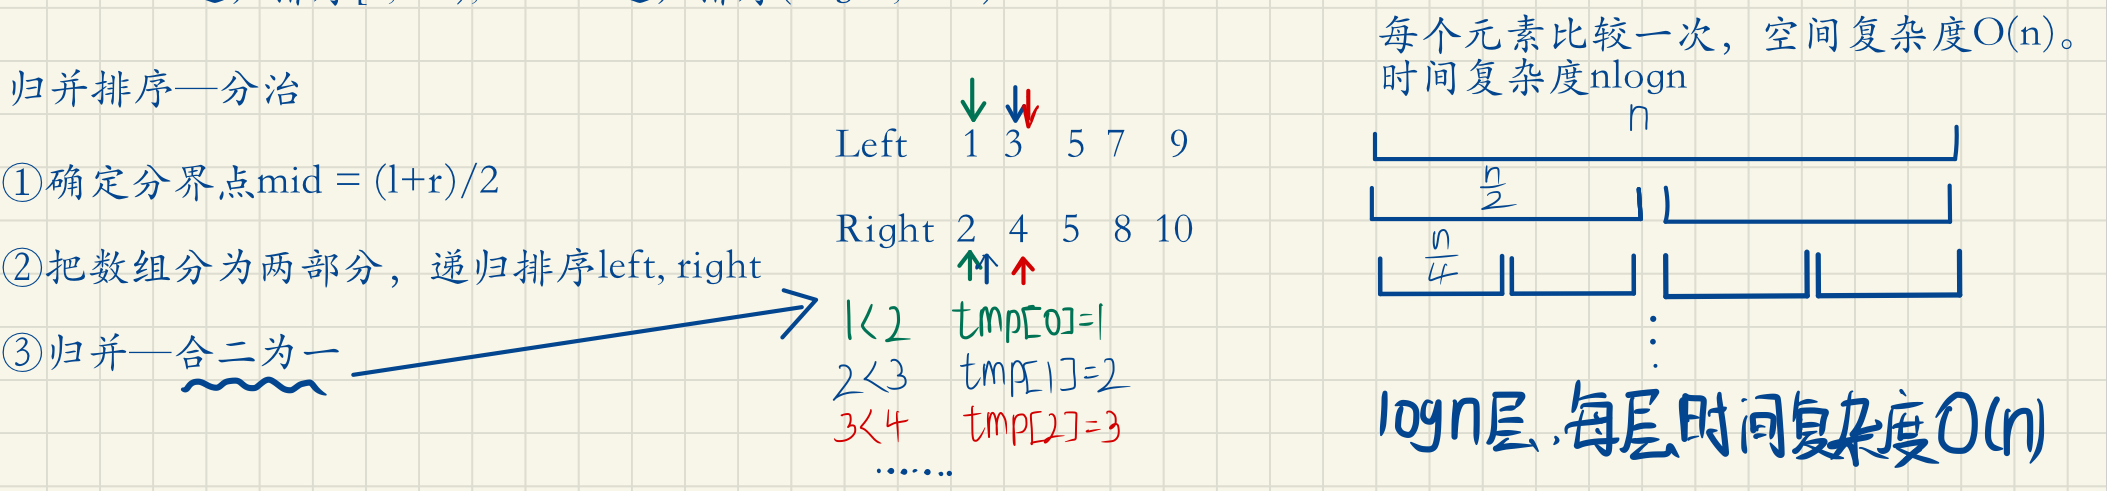 归并排序—分治
①确定分界点mid = (l+r)/2
②把数组分为两部分，递归排序left, right
③归并—合二为一
Left 1 3 5 7 9
Right 2 4 5 8 10
1<2 tmp[0]=1
2<3 tmp[1]=2
3<4 tmp[2]=3
……
每个元素比较一次，空间复杂度O(n)。
时间复杂度nlogn
n
n/2
n/4
⋮
logn层,每层时间复杂度O(n)